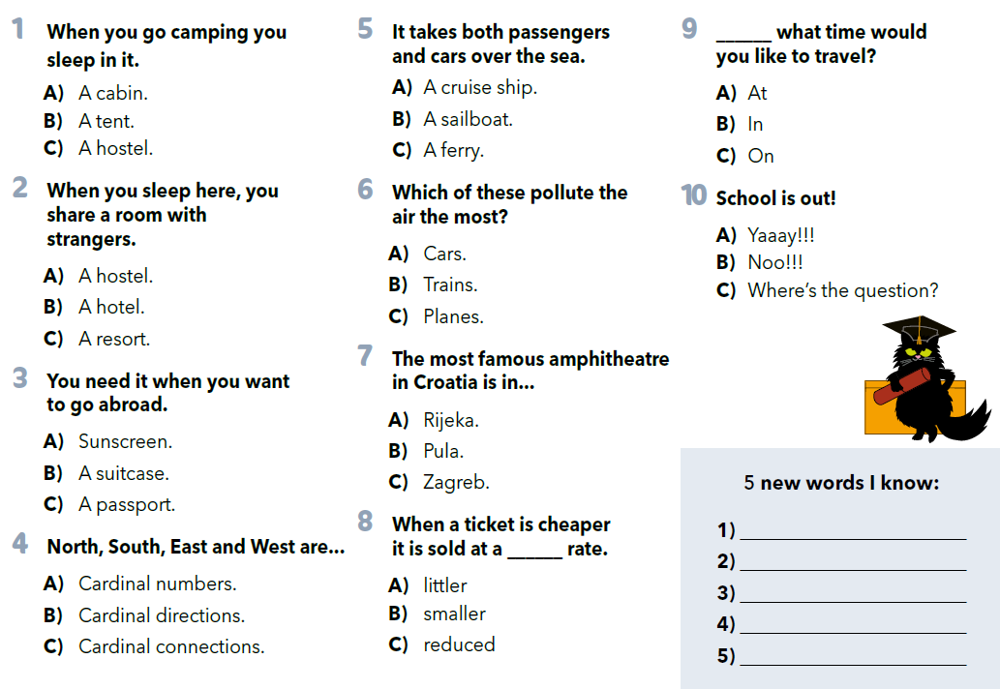 1 When you go camping you
sleep in it.
A) A cabin.
B) A tent.
C) A hostel.
2 When you sleep here, you
share a room with
strangers.
A) A hostel.
B) A hotel.
C) A resort.
3 You need it when you want
to go abroad.
A) Sunscreen.
B) A suitcase.
C) A passport.
4 North, South, East and West are...
A) Cardinal numbers.
B) Cardinal directions.
C) Cardinal connections.
5 It takes both passengers
and cars over the sea.
A) A cruise ship.
B) A sailboat.
C) A ferry.
6 Which of these pollute the
air the most?
A) Cars.
B) Trains.
C) Planes.
7 The most famous amphitheatre
in Croatia is in...
A) Rijeka.
B) Pula.
C) Zagreb.
8 When a ticket is cheaper
it is sold at a ______ rate.
A) littler
B) smaller
C) reduced
9 ______ what time would
you like to travel?
A) At
B) In
C) On
10 School is out!
A) Yaaay!!!
B) Noo!!!
C) Where's the question?
5 new words I know:
1) ______________________
2) ______________________
3) ______________________
4) ______________________
5) ______________________